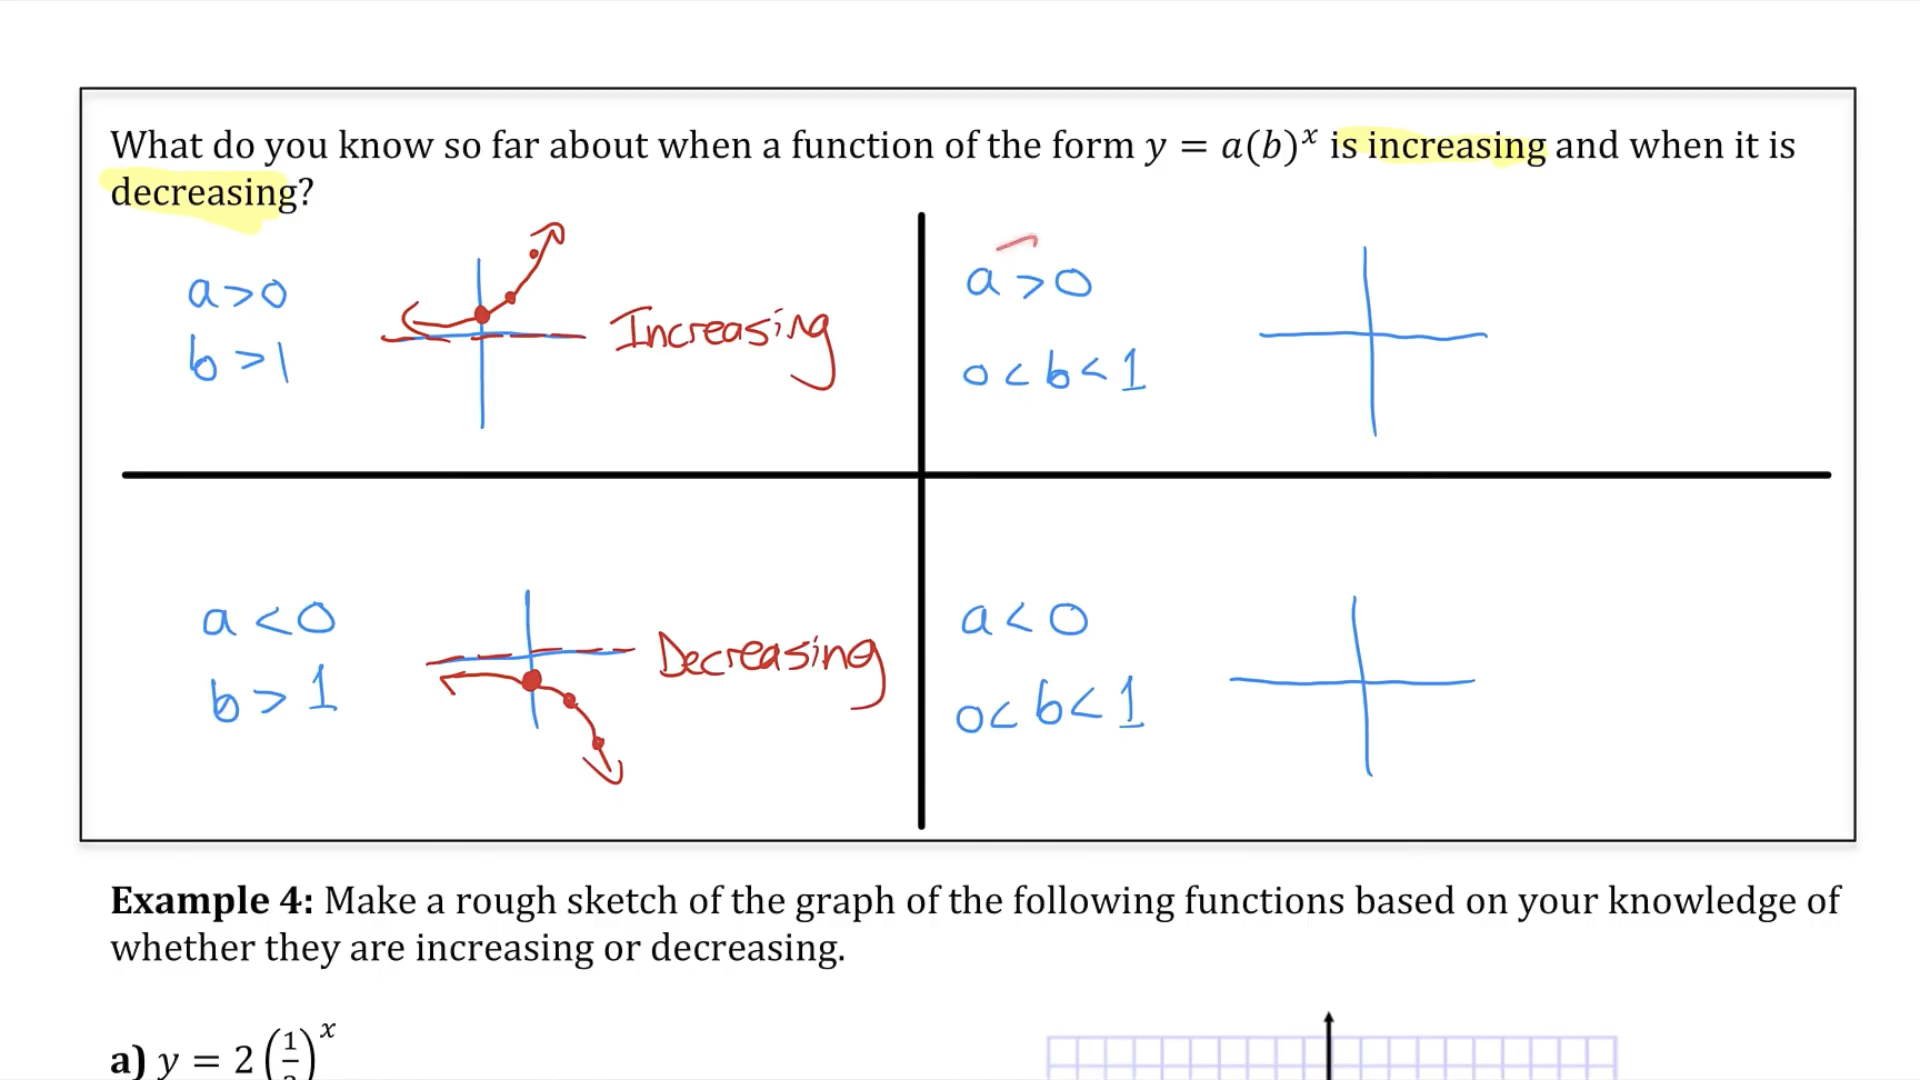 What do you know so far about when a function of the form y = a(b)^x is increasing and when it is
decreasing?
a>0
b>1
Increasing
a>0
0<b<1
a<0
b>1
Decreasing
a<0
0<b<1
Example 4: Make a rough sketch of the graph of the following functions based on your knowledge of
whether they are increasing or decreasing.
a) y = 2